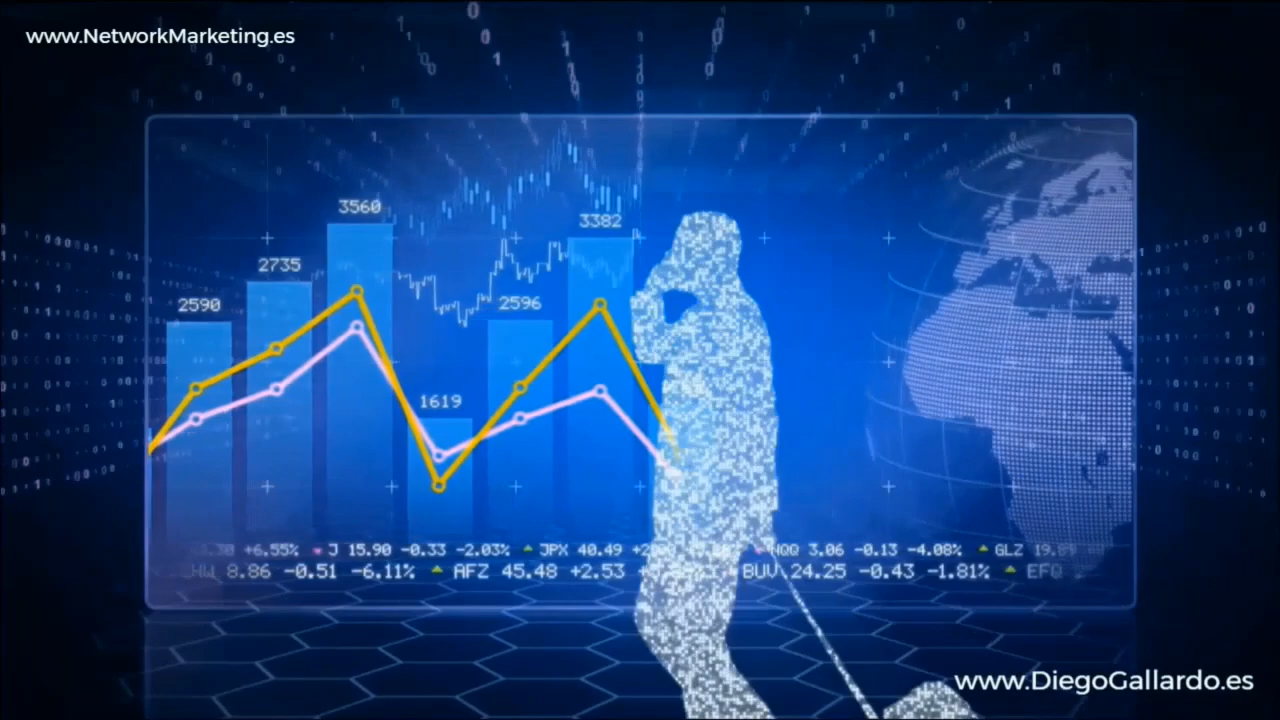 www.NetworkMarketing.es
3560
3382
2735
2590
2596
1619
+6.55% J 15.90 -0.33 -2.03% JPX 40.49 3.06 -0.13 -4.08% GLZ
8.86 -0.51 -6.11% AFZ 45.48 +2.53 BUV 24.25 -0.43 -1.81% EFQ
www.DiegoGallardo.es